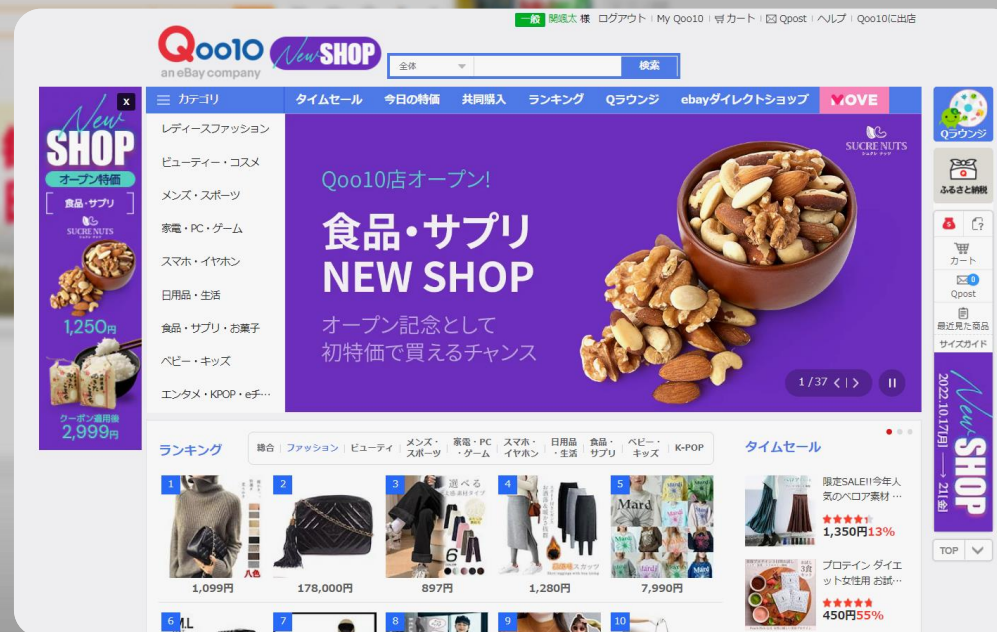 一般 開颯太 様 ログアウト My Qoo10 カート Qpost ヘルプ Qoo10に出店
Qoo10
an eBay company
New SHOP
全体
検索
x
New
SHOP
オープン特価
食品・サプリ
SUCRE NUTS
1,250円
クーポン適用後
2,999円
カテゴリ タイムセール 今日の特価 共同購入 ランキング Qラウンジ ebayダイレクトショップ MOVE
レディースファッション
ビューティー・コスメ
メンズ・スポーツ
家電・PC・ゲーム
スマホ・イヤホン
日用品・生活
食品・サプリ・お菓子
ベビー・キッズ
エンタメ・KPOP・eチ…
SUCRE NUTS
シュクレ ナッツ
Qoo10店オープン!
食品・サプリ
NEW SHOP
オープン記念として
初特価で買えるチャンス
1 / 37
Qラウンジ
ふるさと納税
カート
0
Qpost
最近見た商品
サイズガイド
2022.10.17[月] → 21[金]
New SHOP
TOP
ランキング
総合 ファッション ビューティ メンズ・スポーツ 家電・PC・ゲーム スマホ・イヤホン 日用品・生活 食品・サプリ ベビー・キッズ K-POP
1
八色
1,099円
2
178,000円
3
選べる
6
897円
4
1,280円
5
Mard
7,990円
6
7
8
9
10
タイムセール
限定SALE!!今年人
気のベロア素材 …
1,350円13%
プロテイン ダイエ
ット女性用 お試…
3食
450円55%